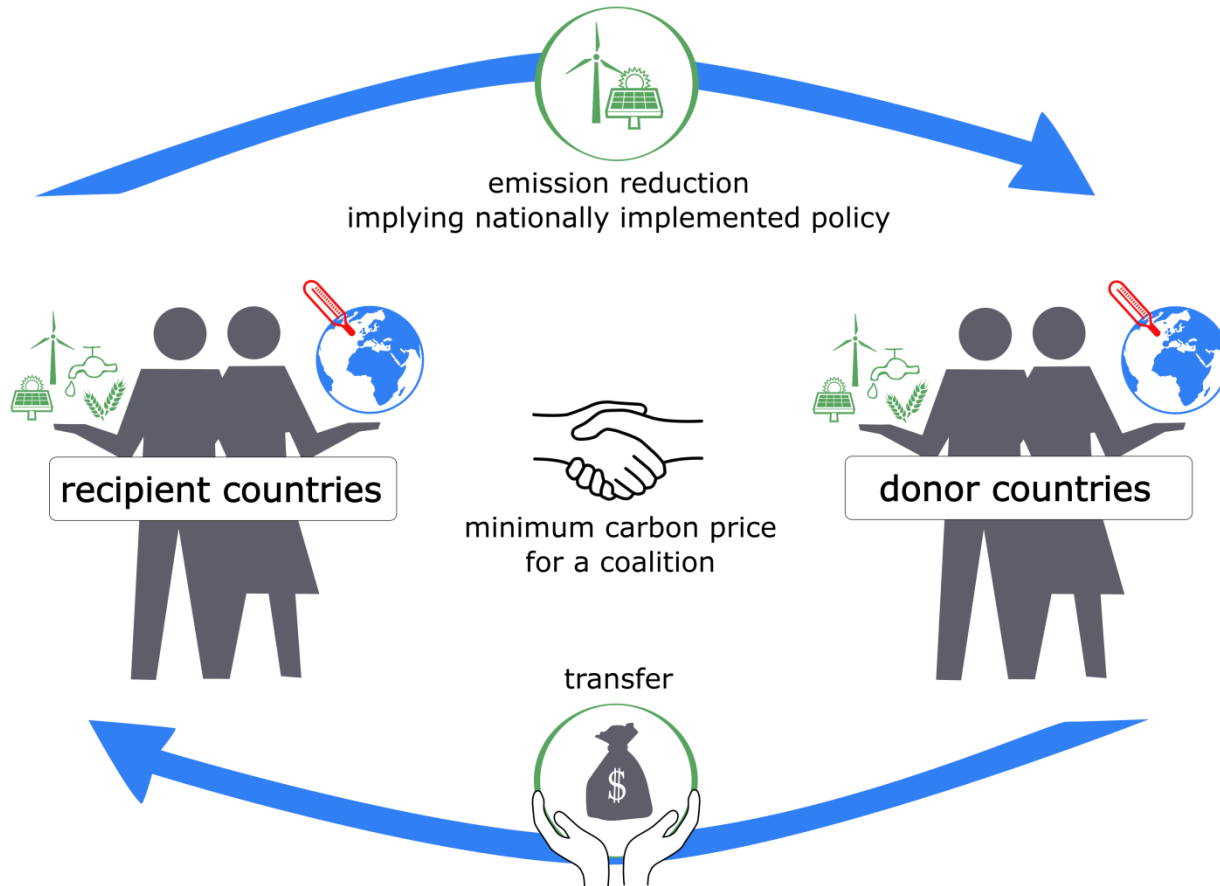 emission reduction
implying nationally implemented policy
recipient countries
donor countries
minimum carbon price
for a coalition
transfer
$